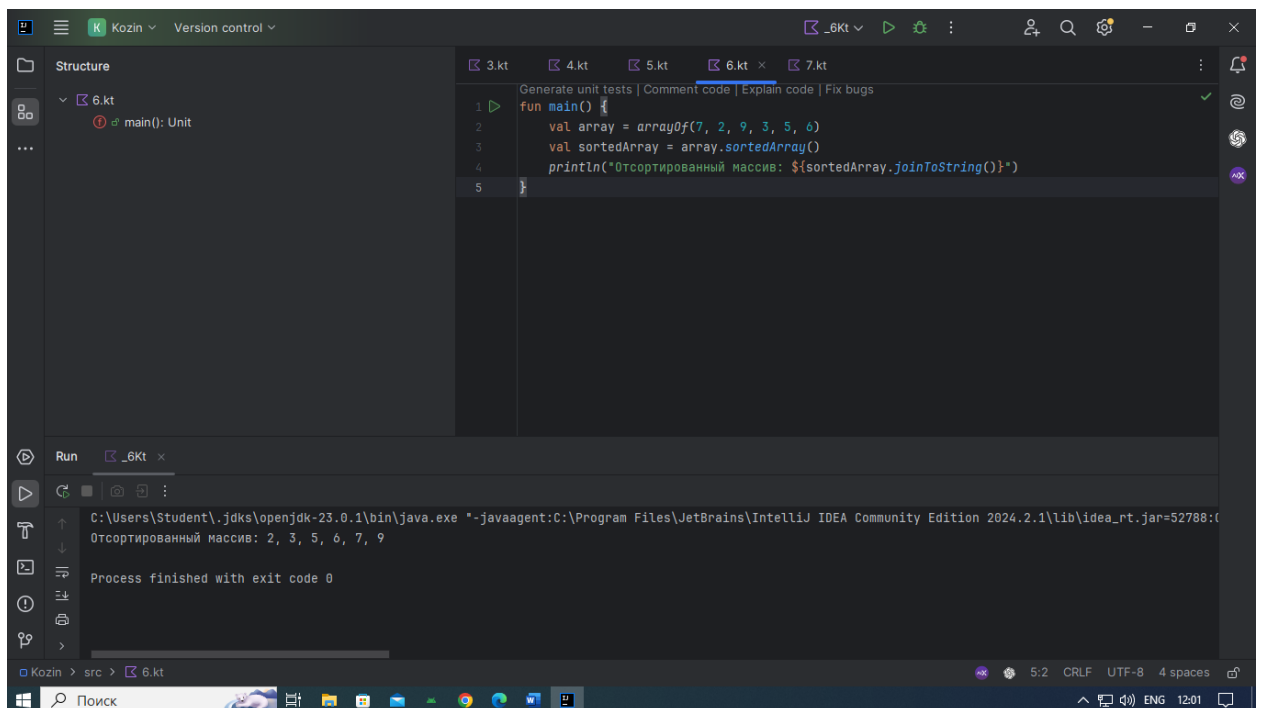 K Kozin Version control _6Kt
Structure
6.kt
main(): Unit
3.kt 4.kt 5.kt 6.kt 7.kt
Generate unit tests | Comment code | Explain code | Fix bugs
1 fun main() {
2 val array = arrayOf(7, 2, 9, 3, 5, 6)
3 val sortedArray = array.sortedArray()
4 println("Отсортированный массив: ${sortedArray.joinToString()}")
5 }
Run _6Kt
C:\Users\Student\.jdks\openjdk-23.0.1\bin\java.exe "-javaagent:C:\Program Files\JetBrains\IntelliJ IDEA Community Edition 2024.2.1\lib\idea_rt.jar=52788:
Отсортированный массив: 2, 3, 5, 6, 7, 9
Process finished with exit code 0
Kozin > src > 6.kt 5:2 CRLF UTF-8 4 spaces
Поиск ENG 12:01